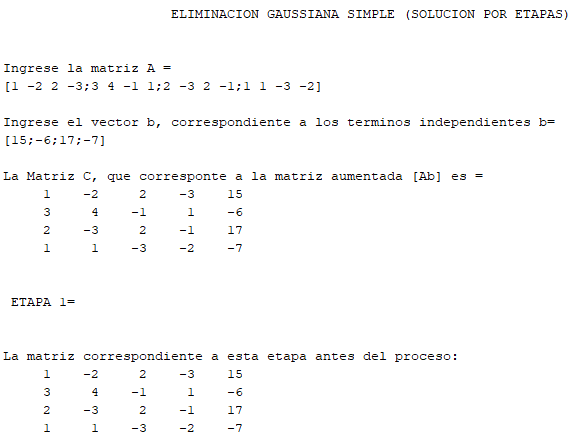 ELIMINACION GAUSSIANA SIMPLE (SOLUCION POR ETAPAS)
Ingrese la matriz A =
[1 -2 2 -3;3 4 -1 1;2 -3 2 -1;1 1 -3 -2]
Ingrese el vector b, correspondiente a los terminos independientes b=
[15;-6;17;-7]
La Matriz C, que corresponte a la matriz aumentada [Ab] es =
1 -2 2 -3 15
3 4 -1 1 -6
2 -3 2 -1 17
1 1 -3 -2 -7
ETAPA 1=
La matriz correspondiente a esta etapa antes del proceso:
1 -2 2 -3 15
3 4 -1 1 -6
2 -3 2 -1 17
1 1 -3 -2 -7